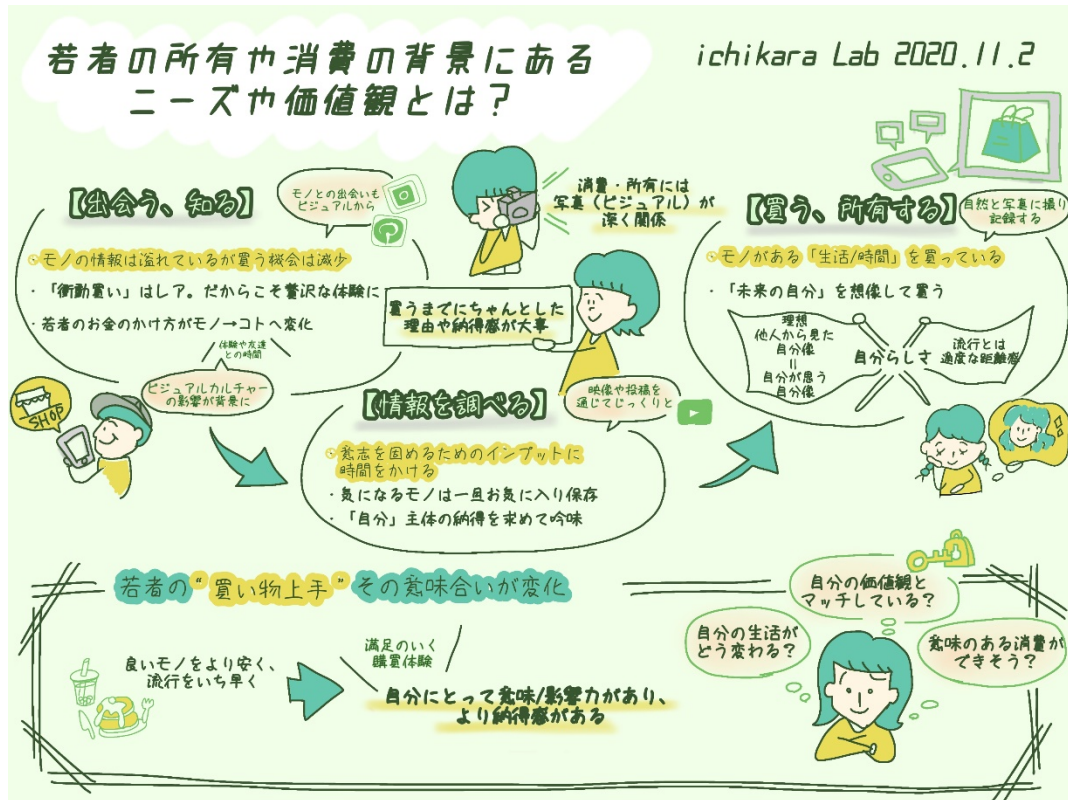 若者の所有や消費の背景にある
ニーズや価値観とは？
ichikara Lab 2020.11.2
【出会う、知る】
モノとの出会いも
ビジュアルから
・モノの情報は溢れているが買う機会は減少
・「衝動買い」はレア。だからこそ贅沢な体験に
・若者のお金のかけ方がモノ→コトへ変化
体験や友達
との時間
ビジュアルカルチャー
の影響が背景に
SHOP
消費・所有には
写真（ビジュアル）が
深く関係
買うまでにちゃんとした
理由や納得感が大事
【情報を調べる】
映像や投稿を
通じてじっくりと
・意志を固めるためのインプットに
時間をかける
・気になるモノは一旦お気に入り保存
・「自分」主体の納得を求めて吟味
【買う、所有する】
自然と写真に撮り
記録する
・モノがある「生活/時間」を買っている
・「未来の自分」を想像して買う
理想
他人から見た
自分像
＝
自分が思う
自分像
自分らしさ
流行とは
適度な距離感
若者の“買い物上手”その意味合いが変化
良いモノをより安く、
流行をいち早く
満足のいく
購買体験
自分にとって意味/影響力があり、
より納得感がある
自分の生活が
どう変わる？
自分の価値観と
マッチしている？
意味のある消費が
できそう？